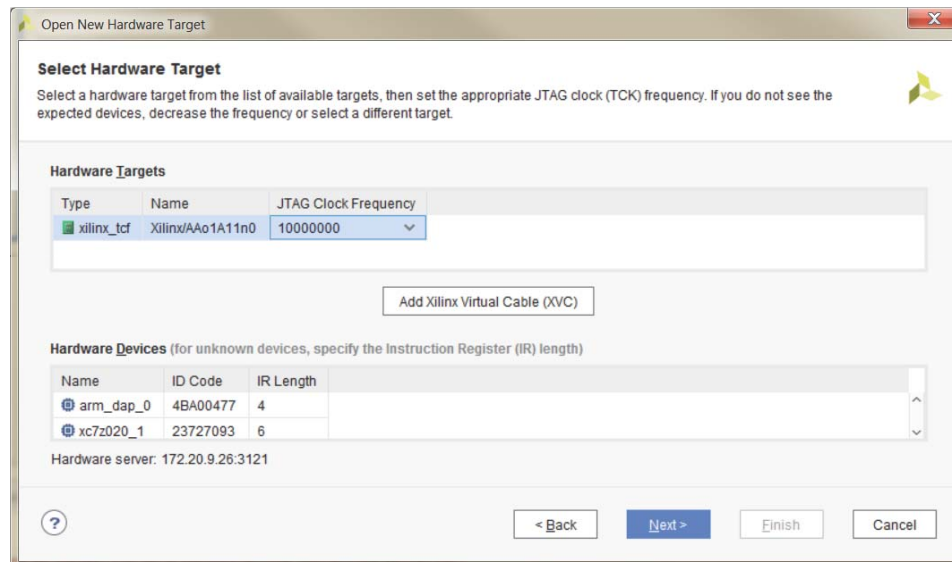 Open New Hardware Target
Select Hardware Target
Select a hardware target from the list of available targets, then set the appropriate JTAG clock (TCK) frequency. If you do not see the
expected devices, decrease the frequency or select a different target.
Hardware Targets
Type Name JTAG Clock Frequency
xilinx_tcf Xilinx/AAo1A11n0 10000000
Add Xilinx Virtual Cable (XVC)
Hardware Devices (for unknown devices, specify the Instruction Register (IR) length)
Name ID Code IR Length
arm_dap_0 4BA00477 4
xc7z020_1 23727093 6
Hardware server: 172.20.9.26:3121
? < Back Next > Finish Cancel